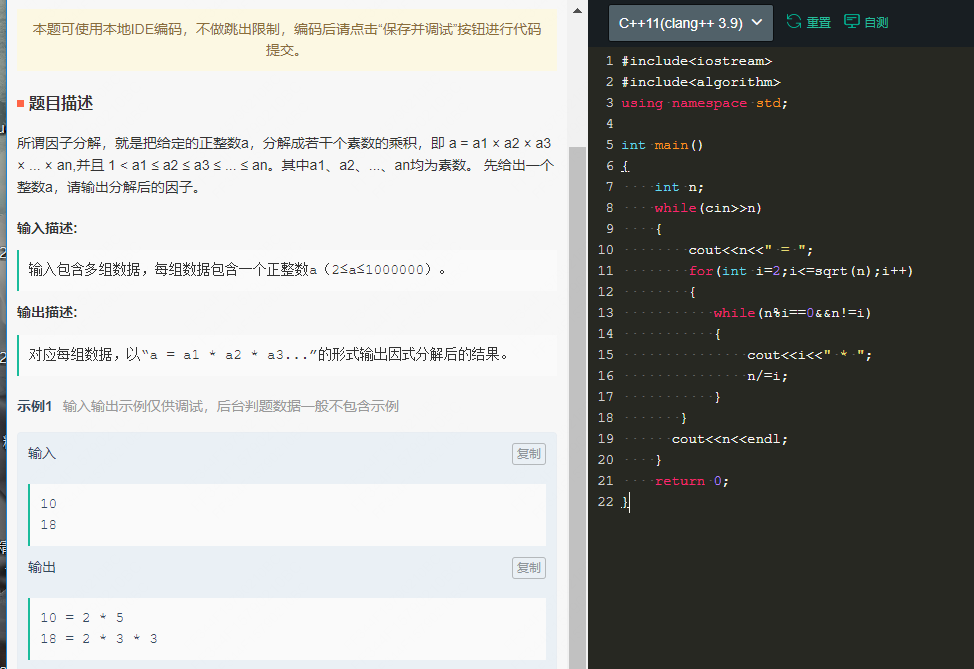 本题可使用本地IDE编码，不做跳出限制，编码后请点击“保存并调试”按钮进行代码
提交。
题目描述
所谓因子分解，就是把给定的正整数a，分解成若干个素数的乘积，即 a = a1 × a2 × a3
× ... × an,并且 1 < a1 ≤ a2 ≤ a3 ≤ ... ≤ an。其中a1、a2、...、an均为素数。 先给出一个
整数a，请输出分解后的因子。
输入描述:
输入包含多组数据，每组数据包含一个正整数a（2≤a≤1000000）。
输出描述:
对应每组数据，以“a = a1 * a2 * a3...”的形式输出因式分解后的结果。
示例1 输入输出示例仅供调试，后台判题数据一般不包含示例
输入
复制
10
18
输出
复制
10 = 2 * 5
18 = 2 * 3 * 3
C++11(clang++ 3.9)
重置
自测
1 #include<iostream>
2 #include<algorithm>
3 using namespace std;
4
5 int main()
6 {
7 int n;
8 while(cin>>n)
9 {
10 cout<<n<<" = ";
11 for(int i=2;i<=sqrt(n);i++)
12 {
13 while(n%i==0&&n!=i)
14 {
15 cout<<i<<" * ";
16 n/=i;
17 }
18 }
19 cout<<n<<endl;
20 }
21 return 0;
22 }